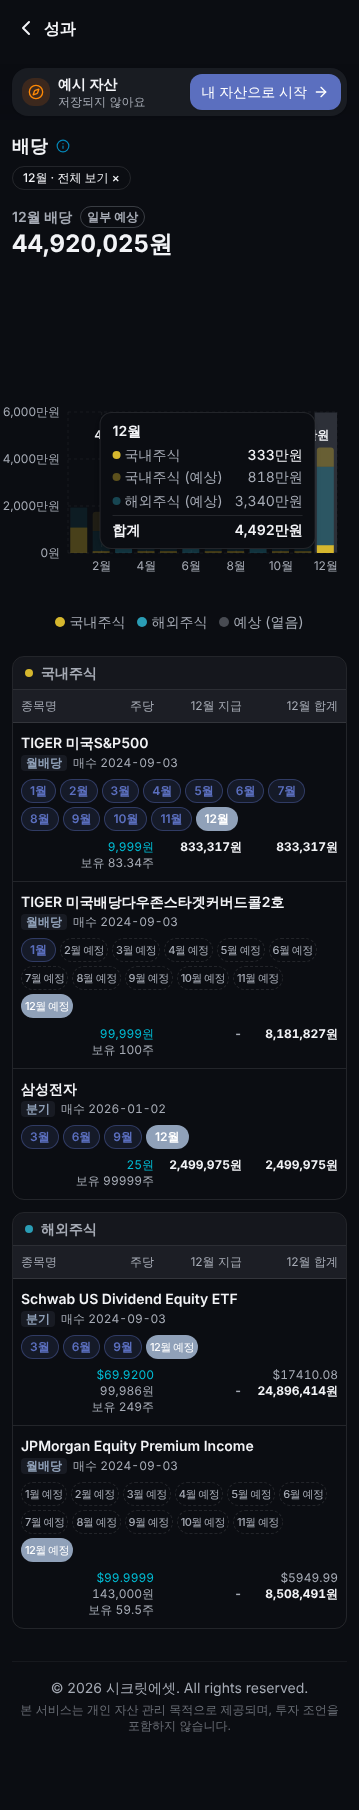 성과
예시 자산
저장되지 않아요
내 자산으로 시작 →
배당
12월 · 전체 보기 ×
12월 배당 일부 예상
44,920,025원
6,000만원
4,000만원
2,000만원
0원
4
만원
12월
국내주식 333만원
국내주식 (예상) 818만원
해외주식 (예상) 3,340만원
합계 4,492만원
2월 4월 6월 8월 10월 12월
국내주식 해외주식 예상 (옅음)
국내주식
종목명 주당 12월 지급 12월 합계
TIGER 미국S&P500
월배당 매수 2024-09-03
1월 2월 3월 4월 5월 6월 7월
8월 9월 10월 11월 12월
9,999원 833,317원 833,317원
보유 83.34주
TIGER 미국배당다우존스타겟커버드콜2호
월배당 매수 2024-09-03
1월 2월 예정 3월 예정 4월 예정 5월 예정 6월 예정
7월 예정 8월 예정 9월 예정 10월 예정 11월 예정
12월 예정
99,999원 - 8,181,827원
보유 100주
삼성전자
분기 매수 2026-01-02
3월 6월 9월 12월
25원 2,499,975원 2,499,975원
보유 99999주
해외주식
종목명 주당 12월 지급 12월 합계
Schwab US Dividend Equity ETF
분기 매수 2024-09-03
3월 6월 9월 12월 예정
$69.9200 $17410.08
99,986원 - 24,896,414원
보유 249주
JPMorgan Equity Premium Income
월배당 매수 2024-09-03
1월 예정 2월 예정 3월 예정 4월 예정 5월 예정 6월 예정
7월 예정 8월 예정 9월 예정 10월 예정 11월 예정
12월 예정
$99.9999 $5949.99
143,000원 - 8,508,491원
보유 59.5주
© 2026 시크릿에셋. All rights reserved.
본 서비스는 개인 자산 관리 목적으로 제공되며, 투자 조언을
포함하지 않습니다.